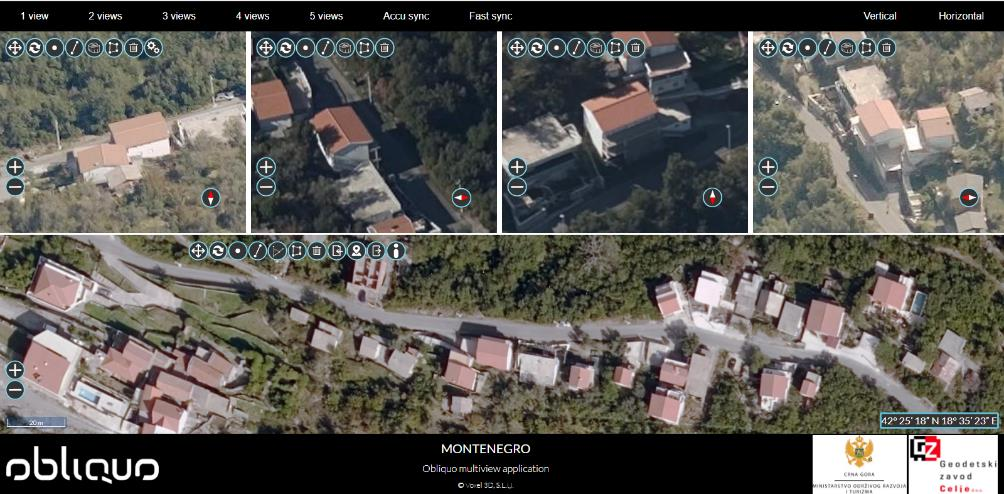 1 view 2 views 3 views 4 views 5 views Accu sync Fast sync Vertical Horizontal
20 m
42° 25' 18" N 18° 35' 23" E
obliquo
MONTENEGRO
Obliquo multiview application
© Voxel 3D, S.L.U.
CRNA GORA
MINISTARSTVO ODRŽIVOG RAZVOJA
I TURIZMA
GZ
Geodetski
zavod
Celje d.o.o.